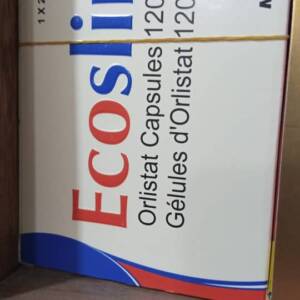 Ecosli
Orlistat Capsules 120
Gélules d'Orlistat 120